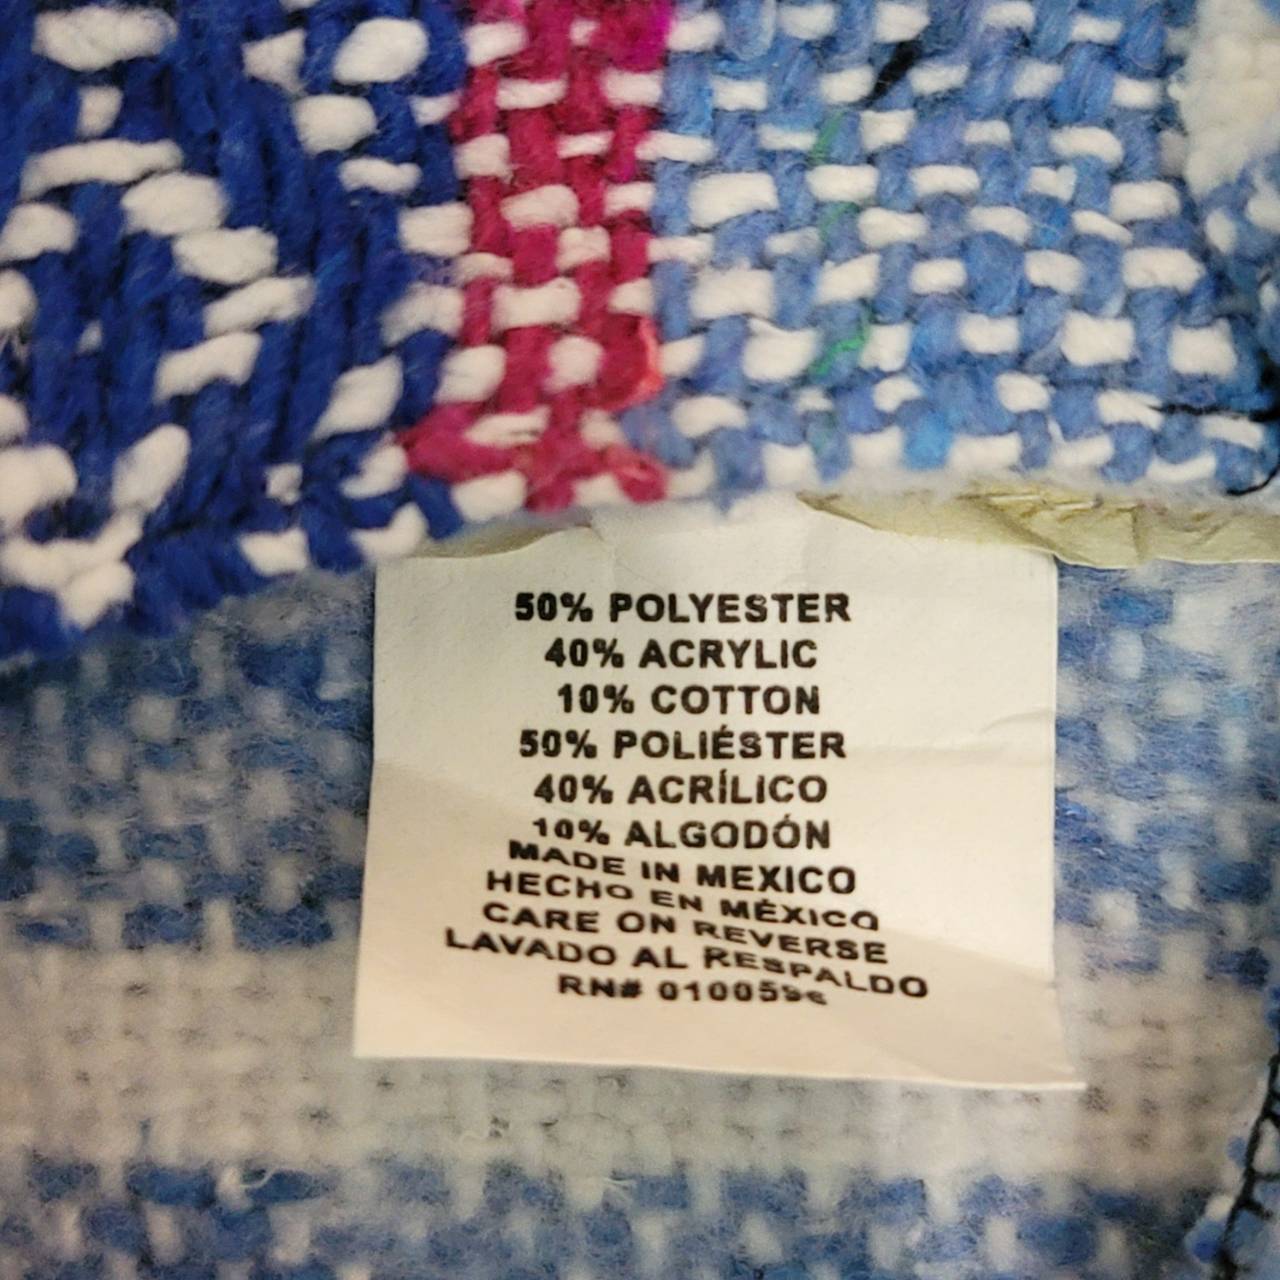 50% POLYESTER
40% ACRYLIC
10% COTTON
50% POLIÉSTER
40% ACRÍLICO
10% ALGODÓN
MADE IN MEXICO
HECHO EN MÉXICO
CARE ON REVERSE
LAVADO AL RESPALDO
RN#